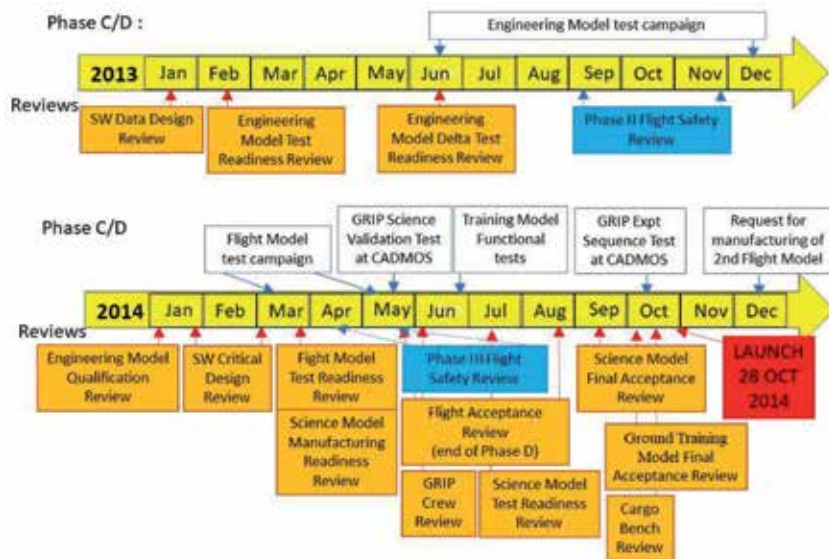 Phase C/D :
Engineering Model test campaign
2013 Jan Feb Mar Apr May Jun Jul Aug Sep Oct Nov Dec
Reviews
SW Data Design
Review
Engineering
Model Test
Readiness Review
Engineering
Model Delta Test
Readiness Review
Phase II Flight Safety
Review
Phase C/D
Flight Model
test campaign
GRIP Science
Validation Test
at CADMOS
Training Model
Functional
tests
GRIP Expt
Sequence Test
at CADMOS
Request for
manufacturing of
2nd Flight Model
2014 Jan Feb Mar Apr May Jun Jul Aug Sep Oct Nov Dec
Reviews
Engineering Model
Qualification
Review
SW Critical
Design Review
Fight Model
Test Readiness
Review
Science Model
Manufacturing
Readiness
Review
Phase III Flight
Safety Review
Flight Acceptance
Review
(end of Phase D)
GRIP
Crew
Review
Science Model
Test Readiness
Review
Science Model
Final Acceptance
Review
Ground Training
Model Final
Acceptance Review
Cargo
Bench
Review
LAUNCH
28 OCT
2014